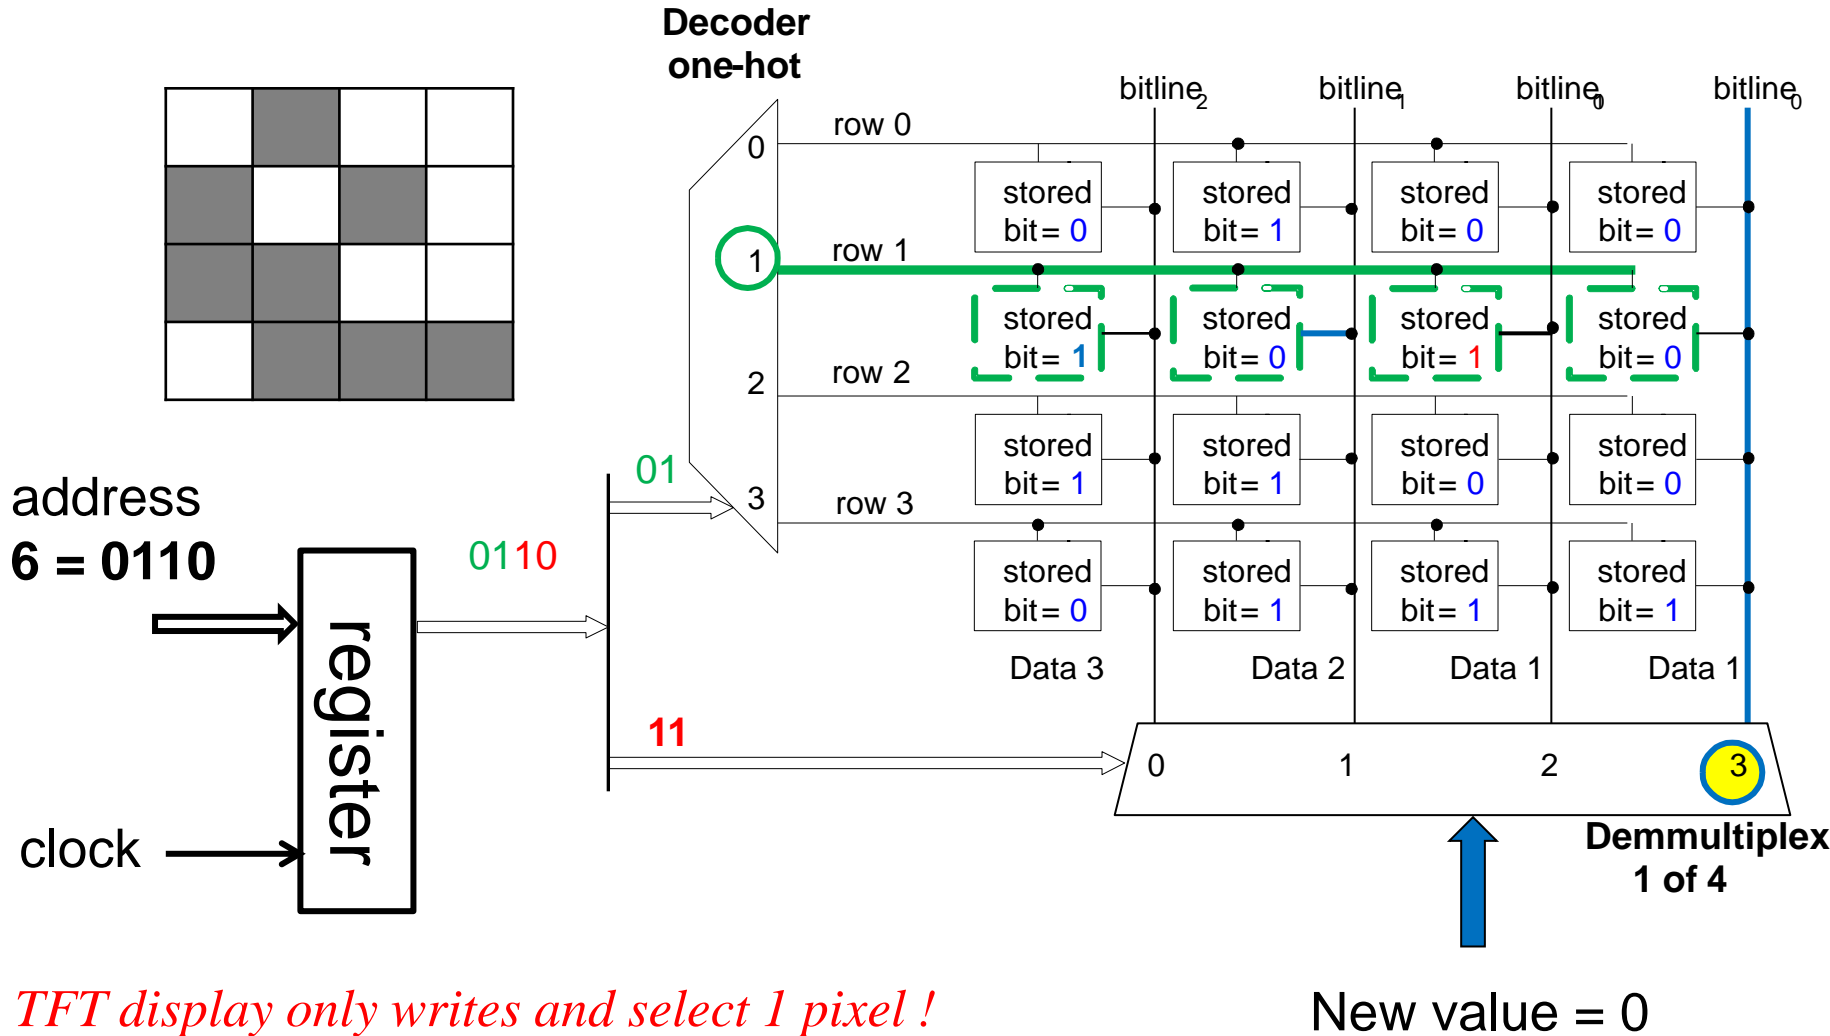 Decoder
one-hot
bitline2
bitline1
bitline0
bitline0
row 0
0
stored
bit= 0
stored
bit= 1
stored
bit= 0
stored
bit= 0
row 1
1
stored
bit= 1
stored
bit= 0
stored
bit= 1
stored
bit= 0
row 2
2
stored
bit= 1
stored
bit= 1
stored
bit= 0
stored
bit= 0
row 3
3
stored
bit= 0
stored
bit= 1
stored
bit= 1
stored
bit= 1
Data 3
Data 2
Data 1
Data 1
address
6 = 0110
0110
01
11
register
clock
0
1
2
3
Demmultiplex
1 of 4
TFT display only writes and select 1 pixel !
New value = 0